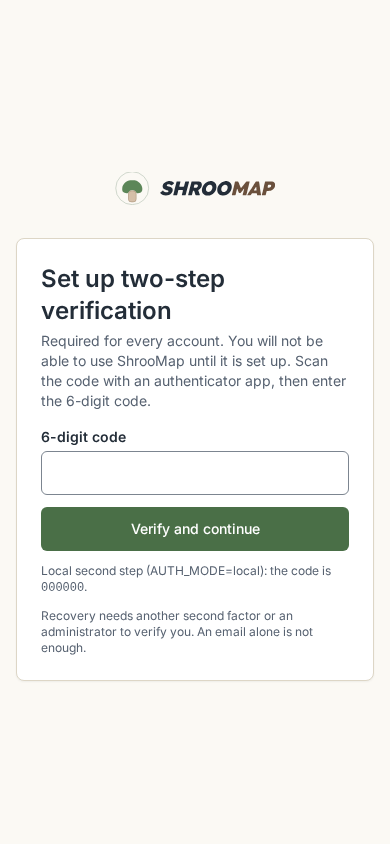 SHROOMAP
Set up two-step
verification
Required for every account. You will not be
able to use ShrooMap until it is set up. Scan
the code with an authenticator app, then enter
the 6-digit code.
6-digit code
Verify and continue
Local second step (AUTH_MODE=local): the code is
000000.
Recovery needs another second factor or an
administrator to verify you. An email alone is not
enough.